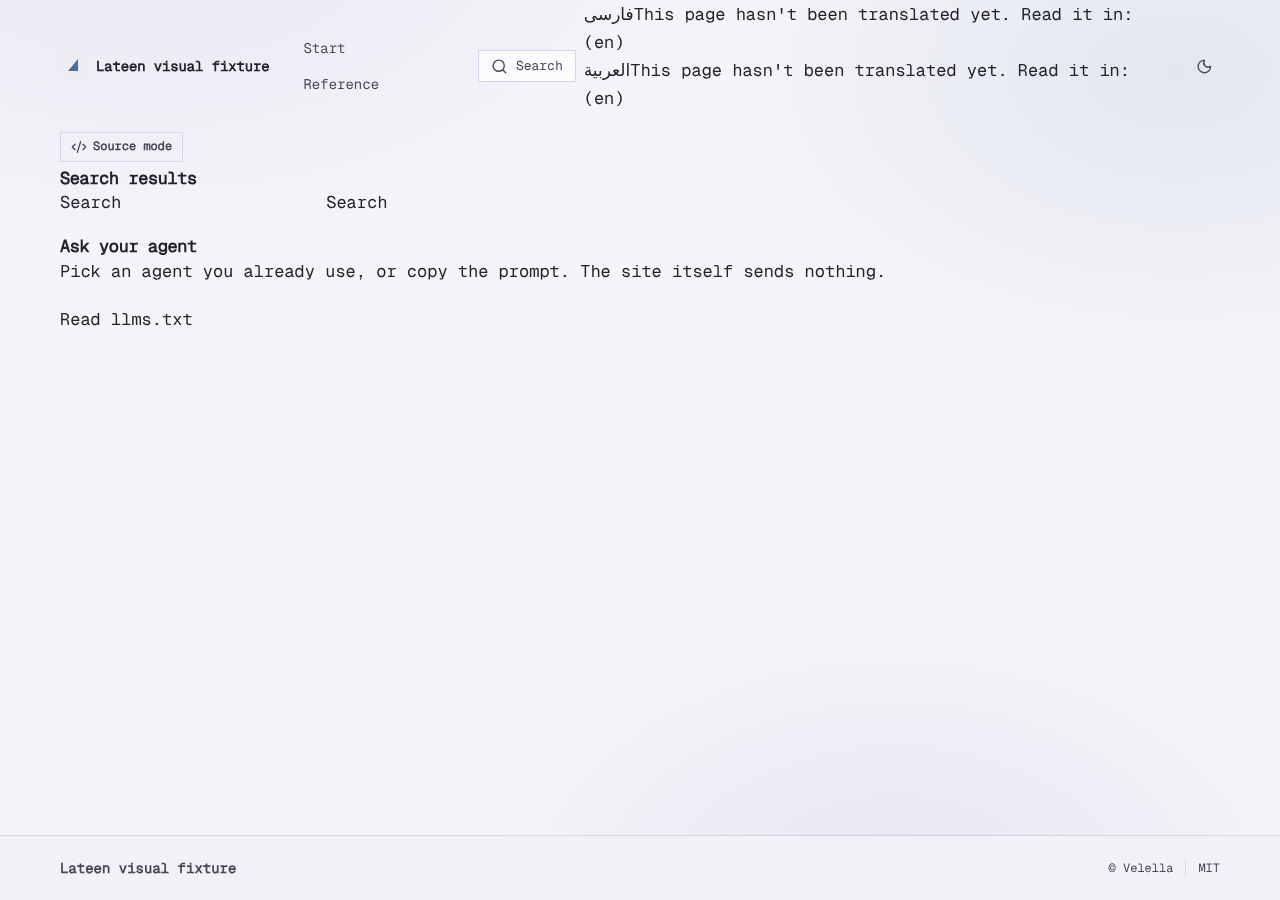 Lateen visual fixture
Start
Reference
Search
فارسیThis page hasn't been translated yet. Read it in:
(en)
العربيةThis page hasn't been translated yet. Read it in:
(en)
Source mode
Search results
Search Search
Ask your agent
Pick an agent you already use, or copy the prompt. The site itself sends nothing.
Read llms.txt
Lateen visual fixture
© Velella MIT